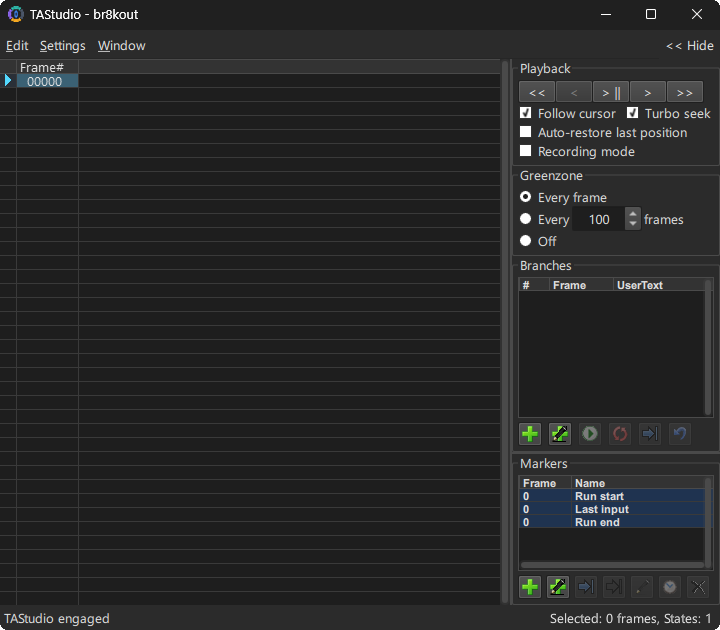 TAStudio - br8kout
Edit Settings Window << Hide
Frame#
00000
Playback
<< < > || > >>
Follow cursor Turbo seek
Auto-restore last position
Recording mode
Greenzone
Every frame
Every 100 frames
Off
Branches
# Frame UserText
Markers
Frame Name
0 Run start
0 Last input
0 Run end
TAStudio engaged Selected: 0 frames, States: 1